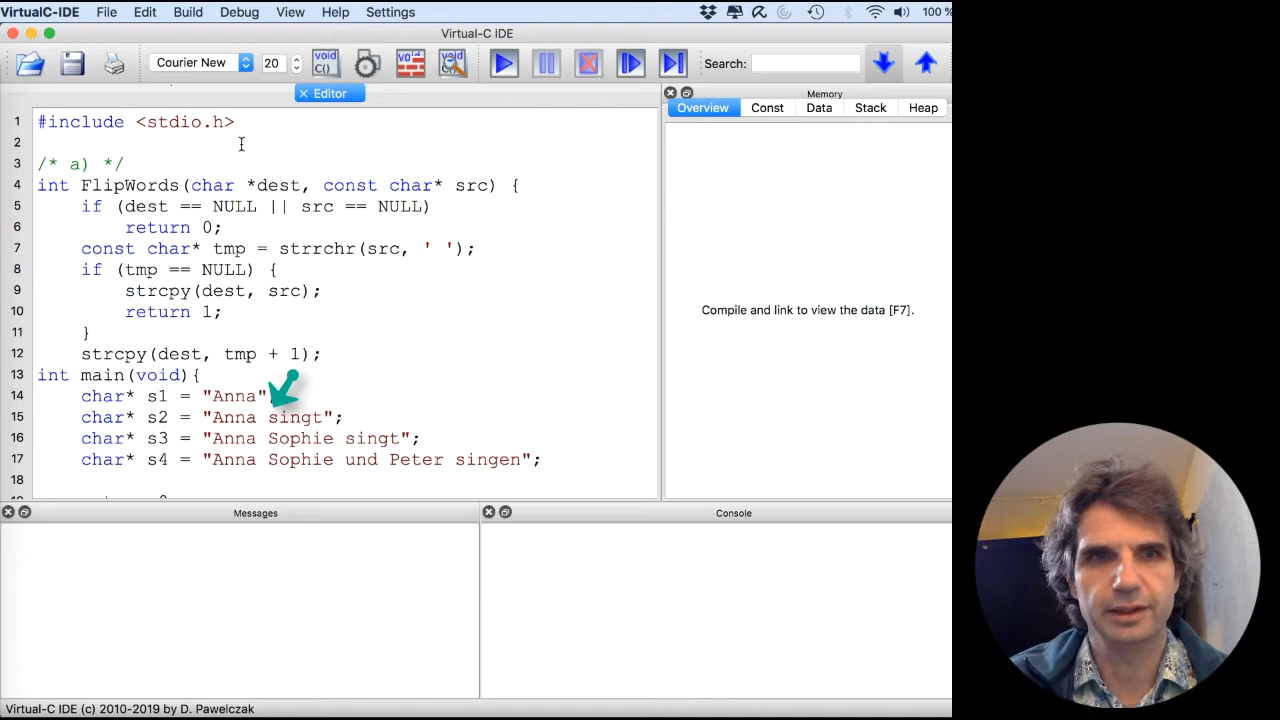 VirtualC-IDE File Edit Build Debug View Help Settings 100 %
Virtual-C IDE
Courier New 20 void C() void Search:
Editor
Memory
Overview Const Data Stack Heap
1 #include <stdio.h>
2
3 /* a) */
4 int FlipWords(char *dest, const char* src) {
5 if (dest == NULL || src == NULL)
6 return 0;
7 const char* tmp = strrchr(src, ' ');
8 if (tmp == NULL) {
9 strcpy(dest, src);
10 return 1;
11 }
12 strcpy(dest, tmp + 1);
13 int main(void){
14 char* s1 = "Anna"
15 char* s2 = "Anna singt";
16 char* s3 = "Anna Sophie singt";
17 char* s4 = "Anna Sophie und Peter singen";
18
Compile and link to view the data [F7].
Messages
Console
Virtual-C IDE (c) 2010-2019 by D. Pawelczak